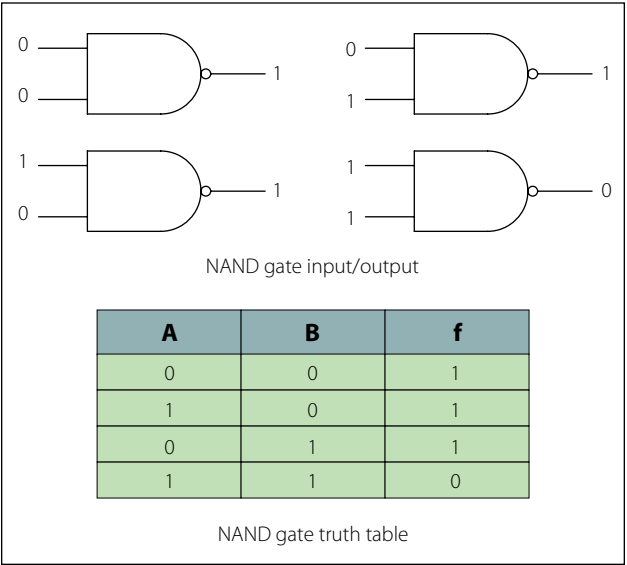 0 1 0 1
0 1
1 1 1 0
0 1
NAND gate input/output
A B f
0 0 1
1 0 1
0 1 1
1 1 0
NAND gate truth table